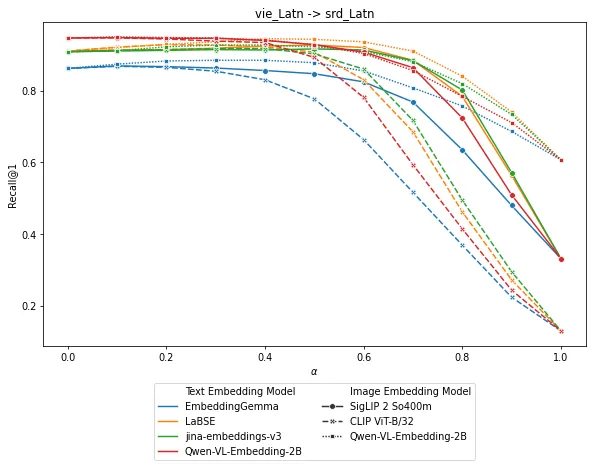 vie_Latn -> srd_Latn
Recall@1
0.8
0.6
0.4
0.2
0.0 0.2 0.4 0.6 0.8 1.0
α
Text Embedding Model
EmbeddingGemma
LaBSE
jina-embeddings-v3
Qwen-VL-Embedding-2B
Image Embedding Model
SigLIP 2 So400m
CLIP ViT-B/32
Qwen-VL-Embedding-2B